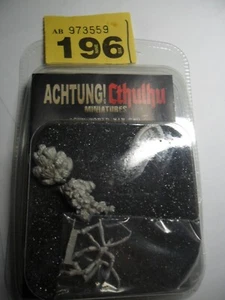 AB 973559
196
ACHTUNG! Cthulhu
MINIATURES